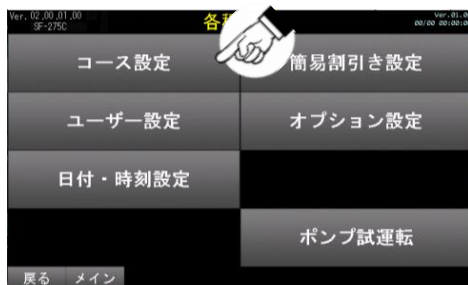 Ver. 02.00.01.00
SF-275C
各
Ver.01.0
00/00 00:00:0
コース設定
簡易割引き設定
ユーザー設定
オプション設定
日付・時刻設定
ポンプ試運転
戻る
メイン